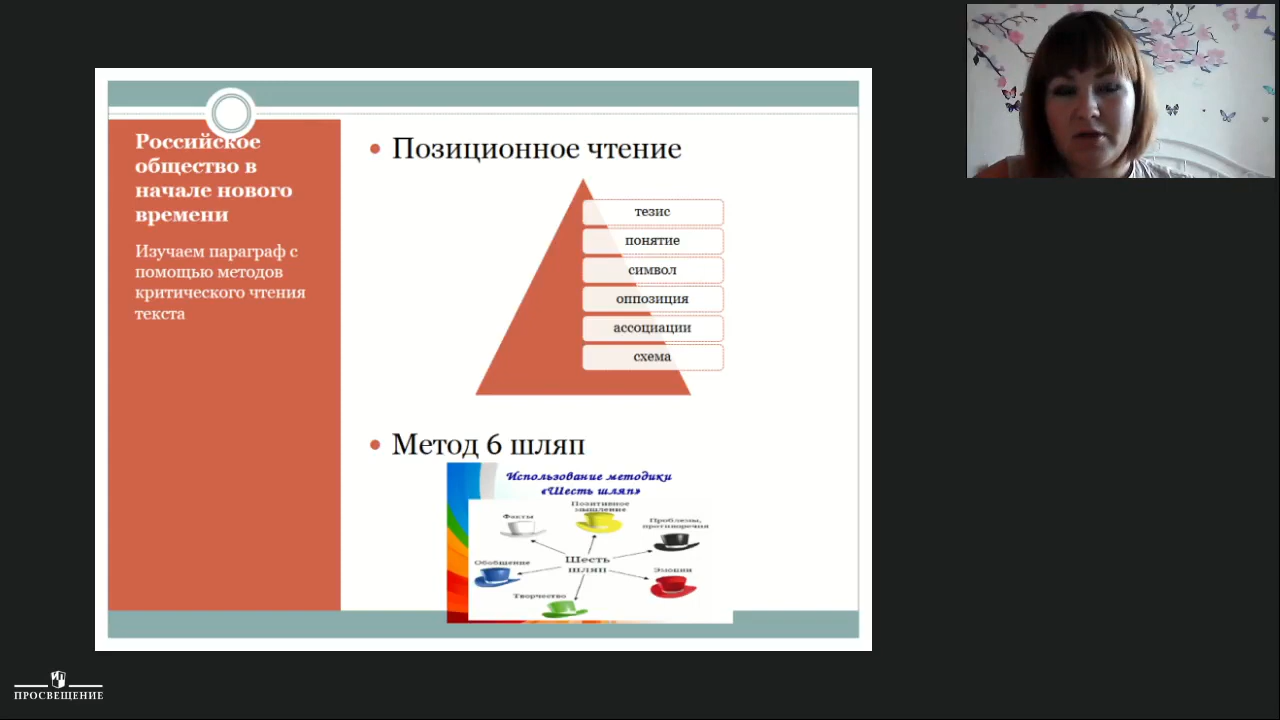 Российское
общество в
начале нового
времени
Изучаем параграф с
помощью методов
критического чтения
текста
Позиционное чтение
тезис
понятие
символ
оппозиция
ассоциации
схема
Метод 6 шляп
Использование методики
«Шесть шляп»
Факты
Позитивное
мышление
Проблемы,
противоречия
Обобщение
Шесть
шляп
Эмоции
Творчество
ПРОСВЕЩЕНИЕ